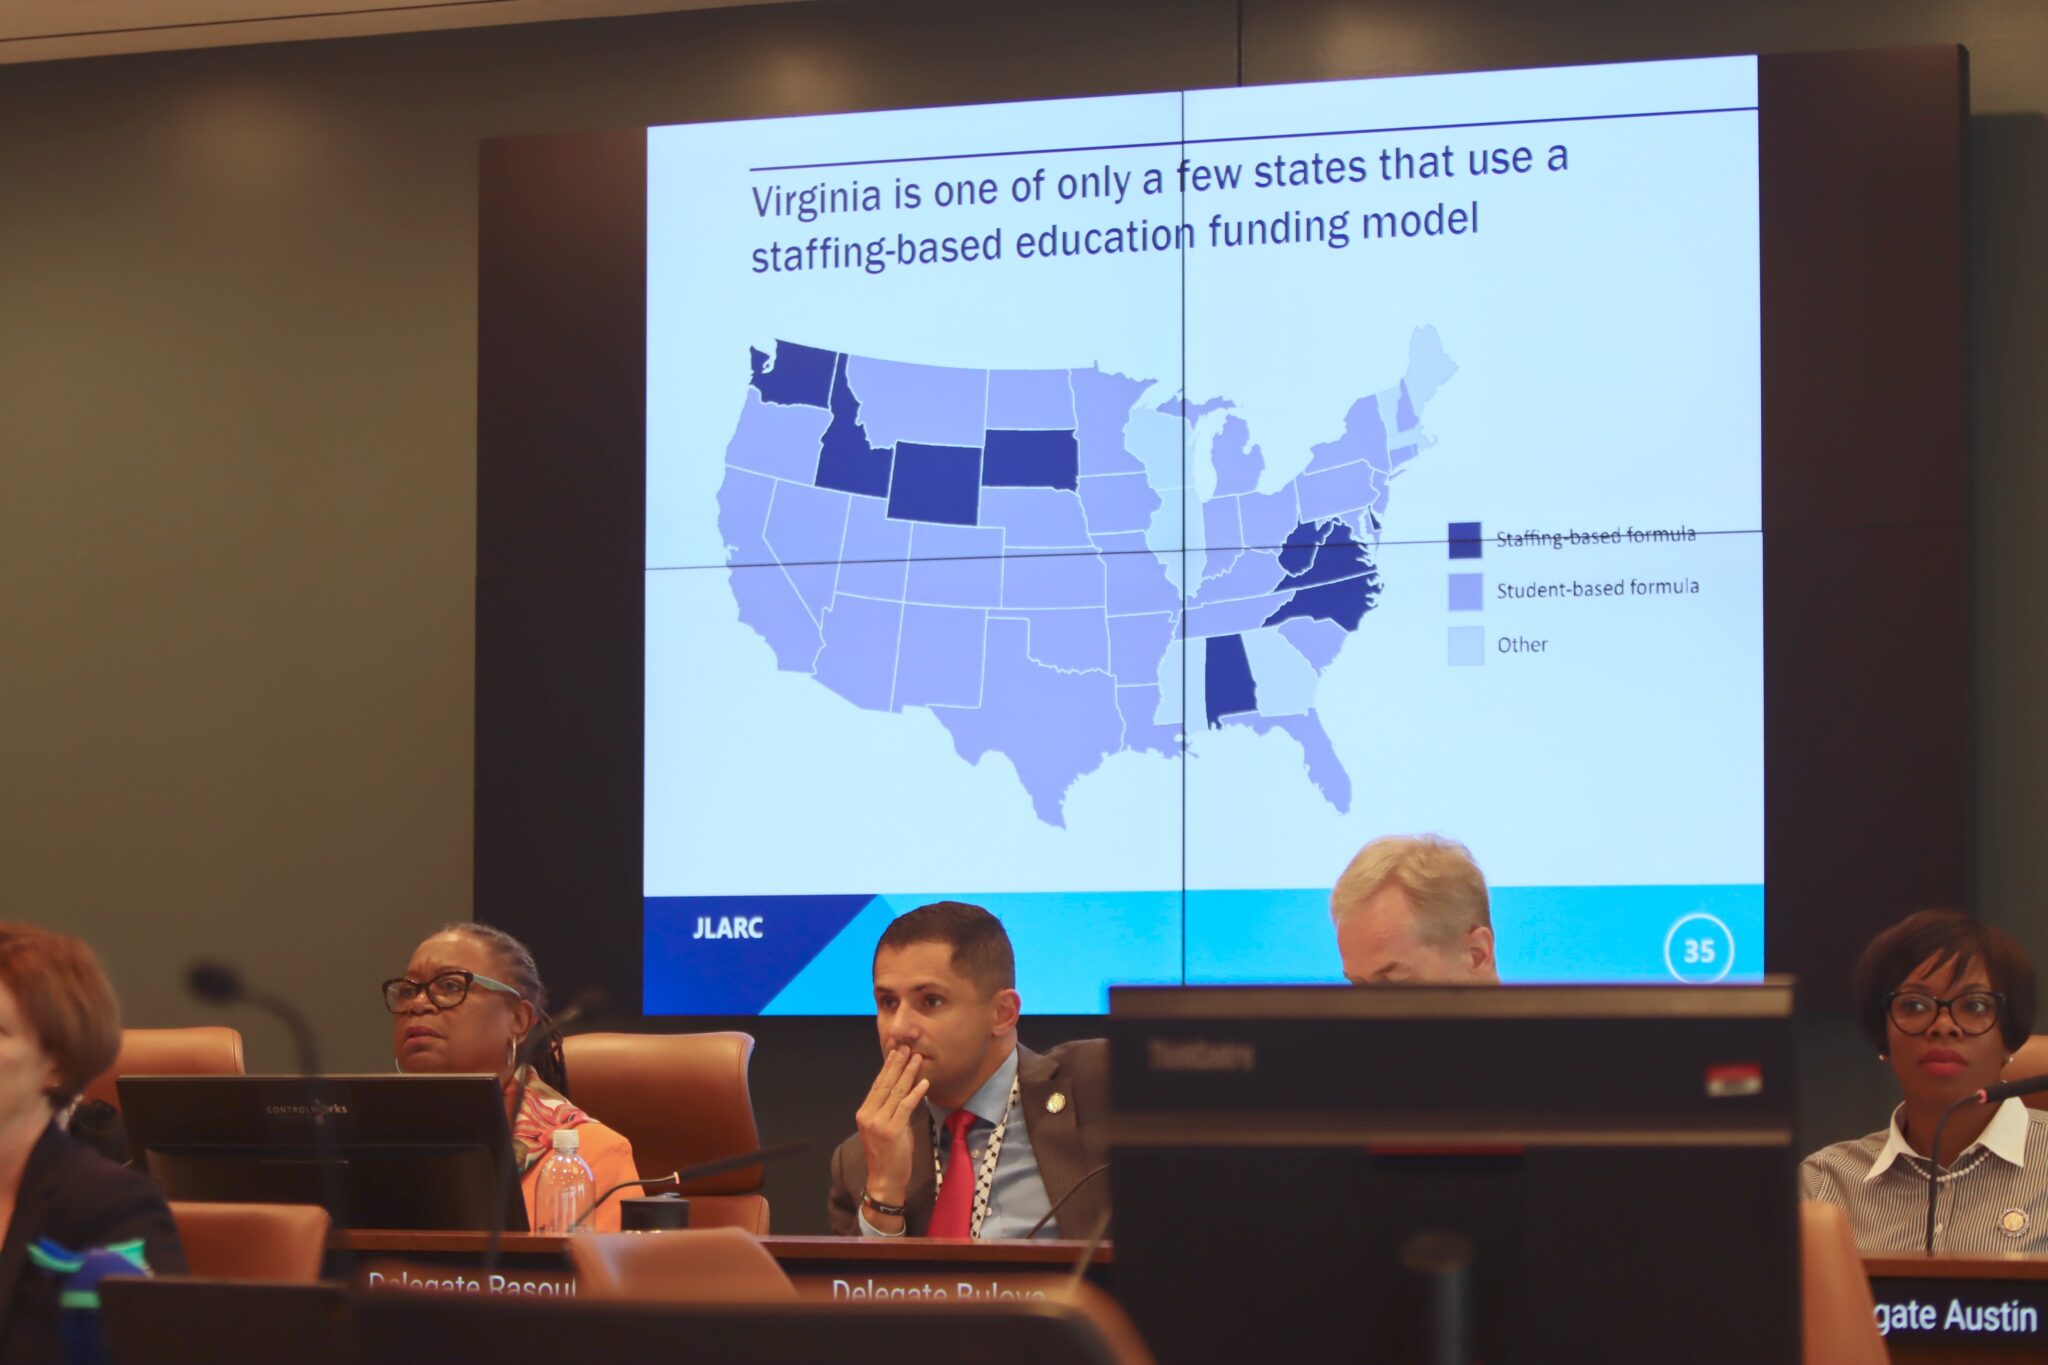 Virginia is one of only a few states that use a
staffing-based education funding model
Staffing-based formula
Student-based formula
Other
JLARC
35
CONTROLWORKS
Delegate Rasoul
Delegate Bulova
gate Austin